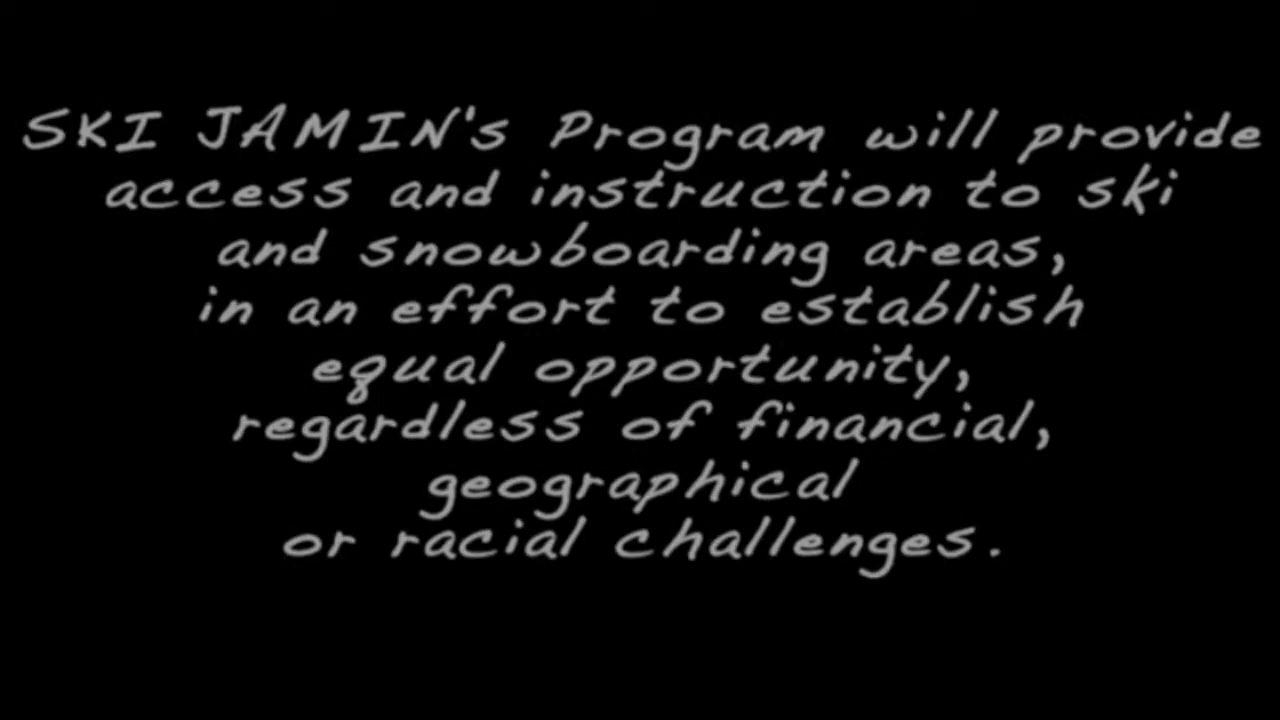 SKI JAMIN's Program will provide
access and instruction to ski
and snowboarding areas,
in an effort to establish
equal opportunity,
regardless of financial,
geographical
or racial challenges.